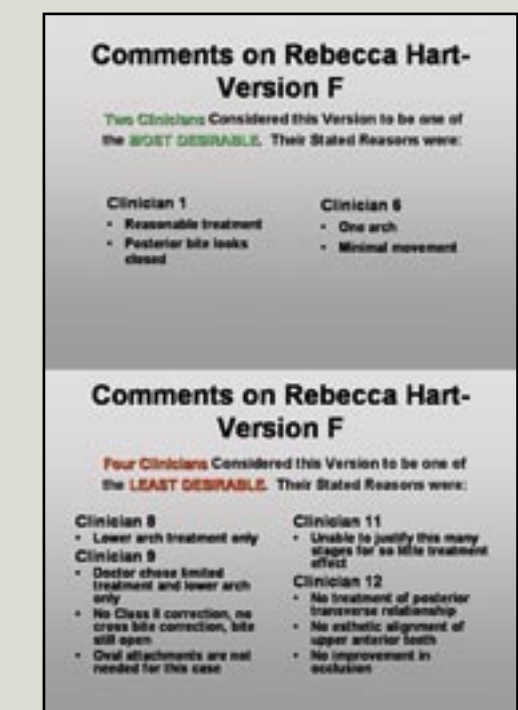 Comments on Rebecca Hart-
Version F
Two Clinicians Considered this Version to be one of
the MOST DESIRABLE. Their Stated Reasons were:
Clinician 1
• Reasonable treatment
• Posterior bite looks
closed
Clinician 6
• One arch
• Minimal movement
Comments on Rebecca Hart-
Version F
Four Clinicians Considered this Version to be one of
the LEAST DESIRABLE. Their Stated Reasons were:
Clinician 8
• Lower arch treatment only
Clinician 9
• Doctor chose limited
treatment and lower arch
only
• No Class II correction, no
cross bite correction, bite
still open
• Oval attachments are not
needed for this case
Clinician 11
• Unable to justify this many
stages for so little treatment
effect
Clinician 12
• No treatment of posterior
transverse relationship
• No esthetic alignment of
upper anterior teeth
• No improvement in
occlusion